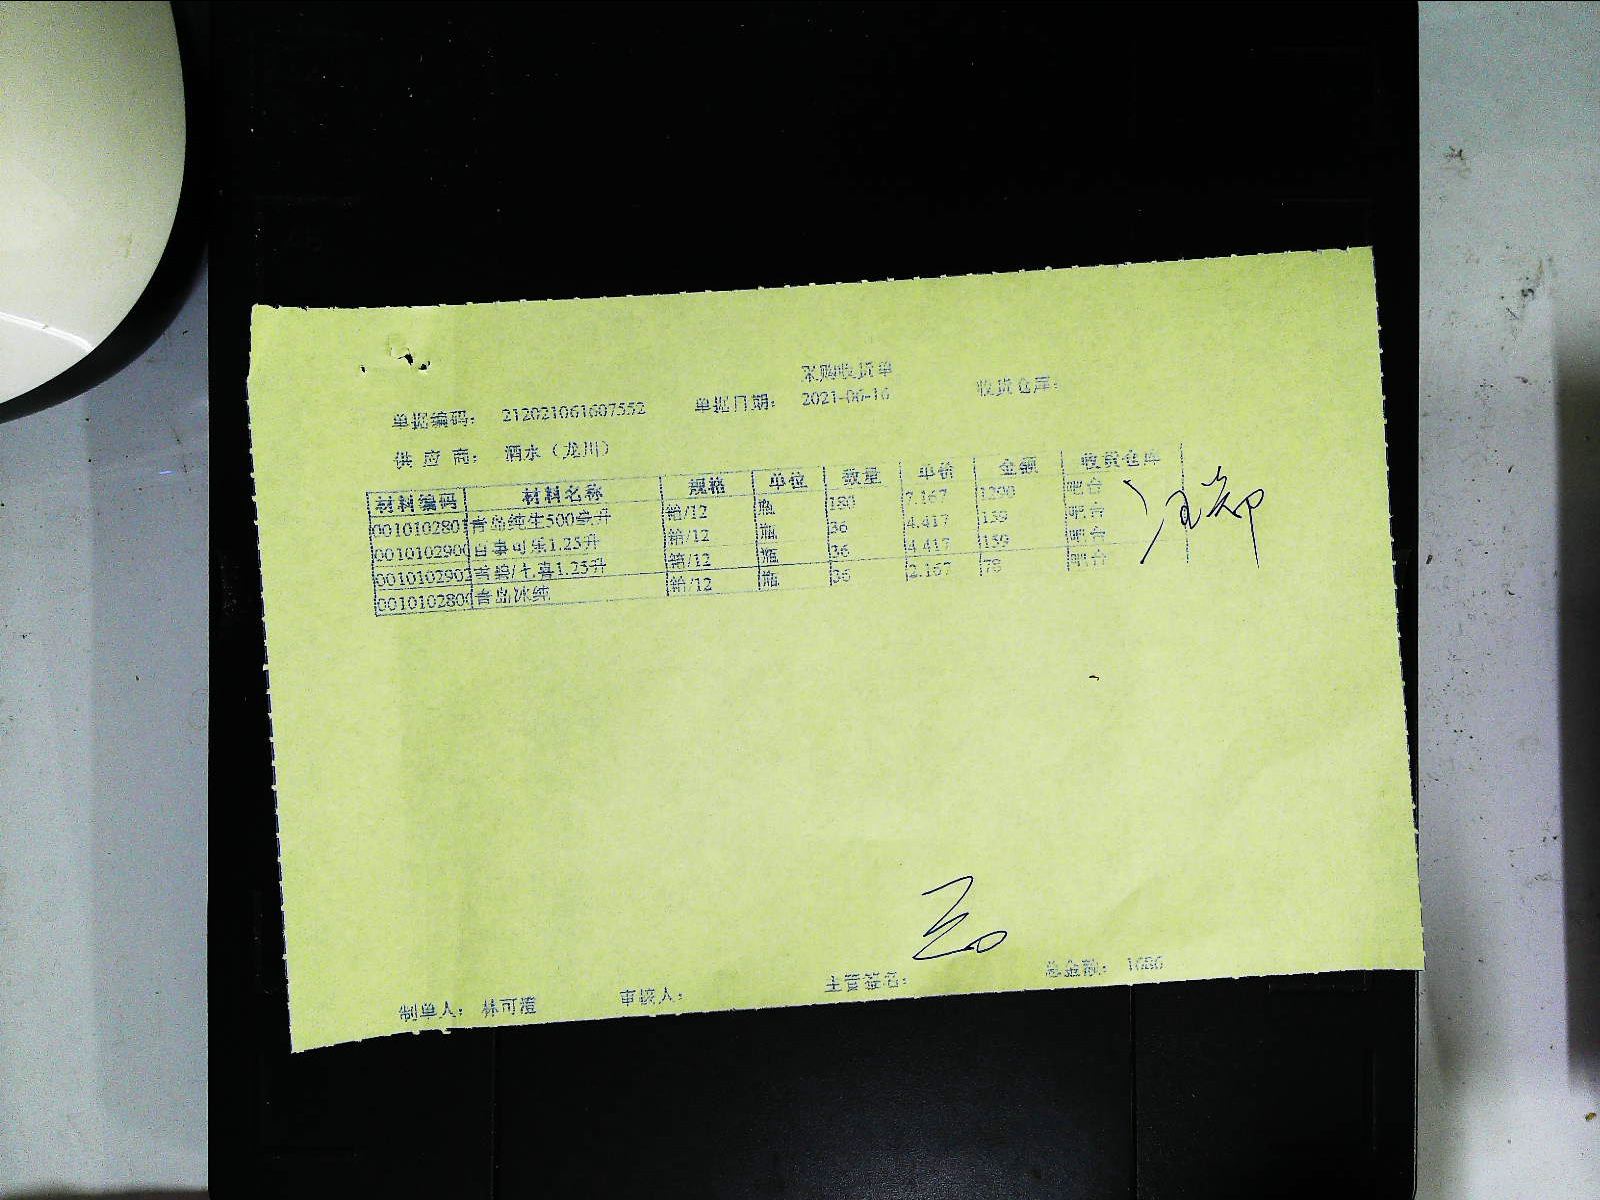 采购收货单
单据编码： 212021061607552 单据日期： 2021-06-16 收货仓库：
供 应 商： 酒水（龙川）
材料编码 材料名称 规格 单位 数量 单价 金额 收货仓库
0010102801 青岛纯生500毫升 箱/12 瓶 180 7.167 1290 吧台
0010102900 百事可乐1.25升 箱/12 瓶 36 4.417 159 吧台
0010102902 雪碧/七喜1.25升 箱/12 瓶 36 4.417 159 吧台
0010102800 青岛冰纯 箱/12 瓶 36 2.167 78 吧台
制单人： 林可澄 审核人： 主管签名： 总金额： 1686